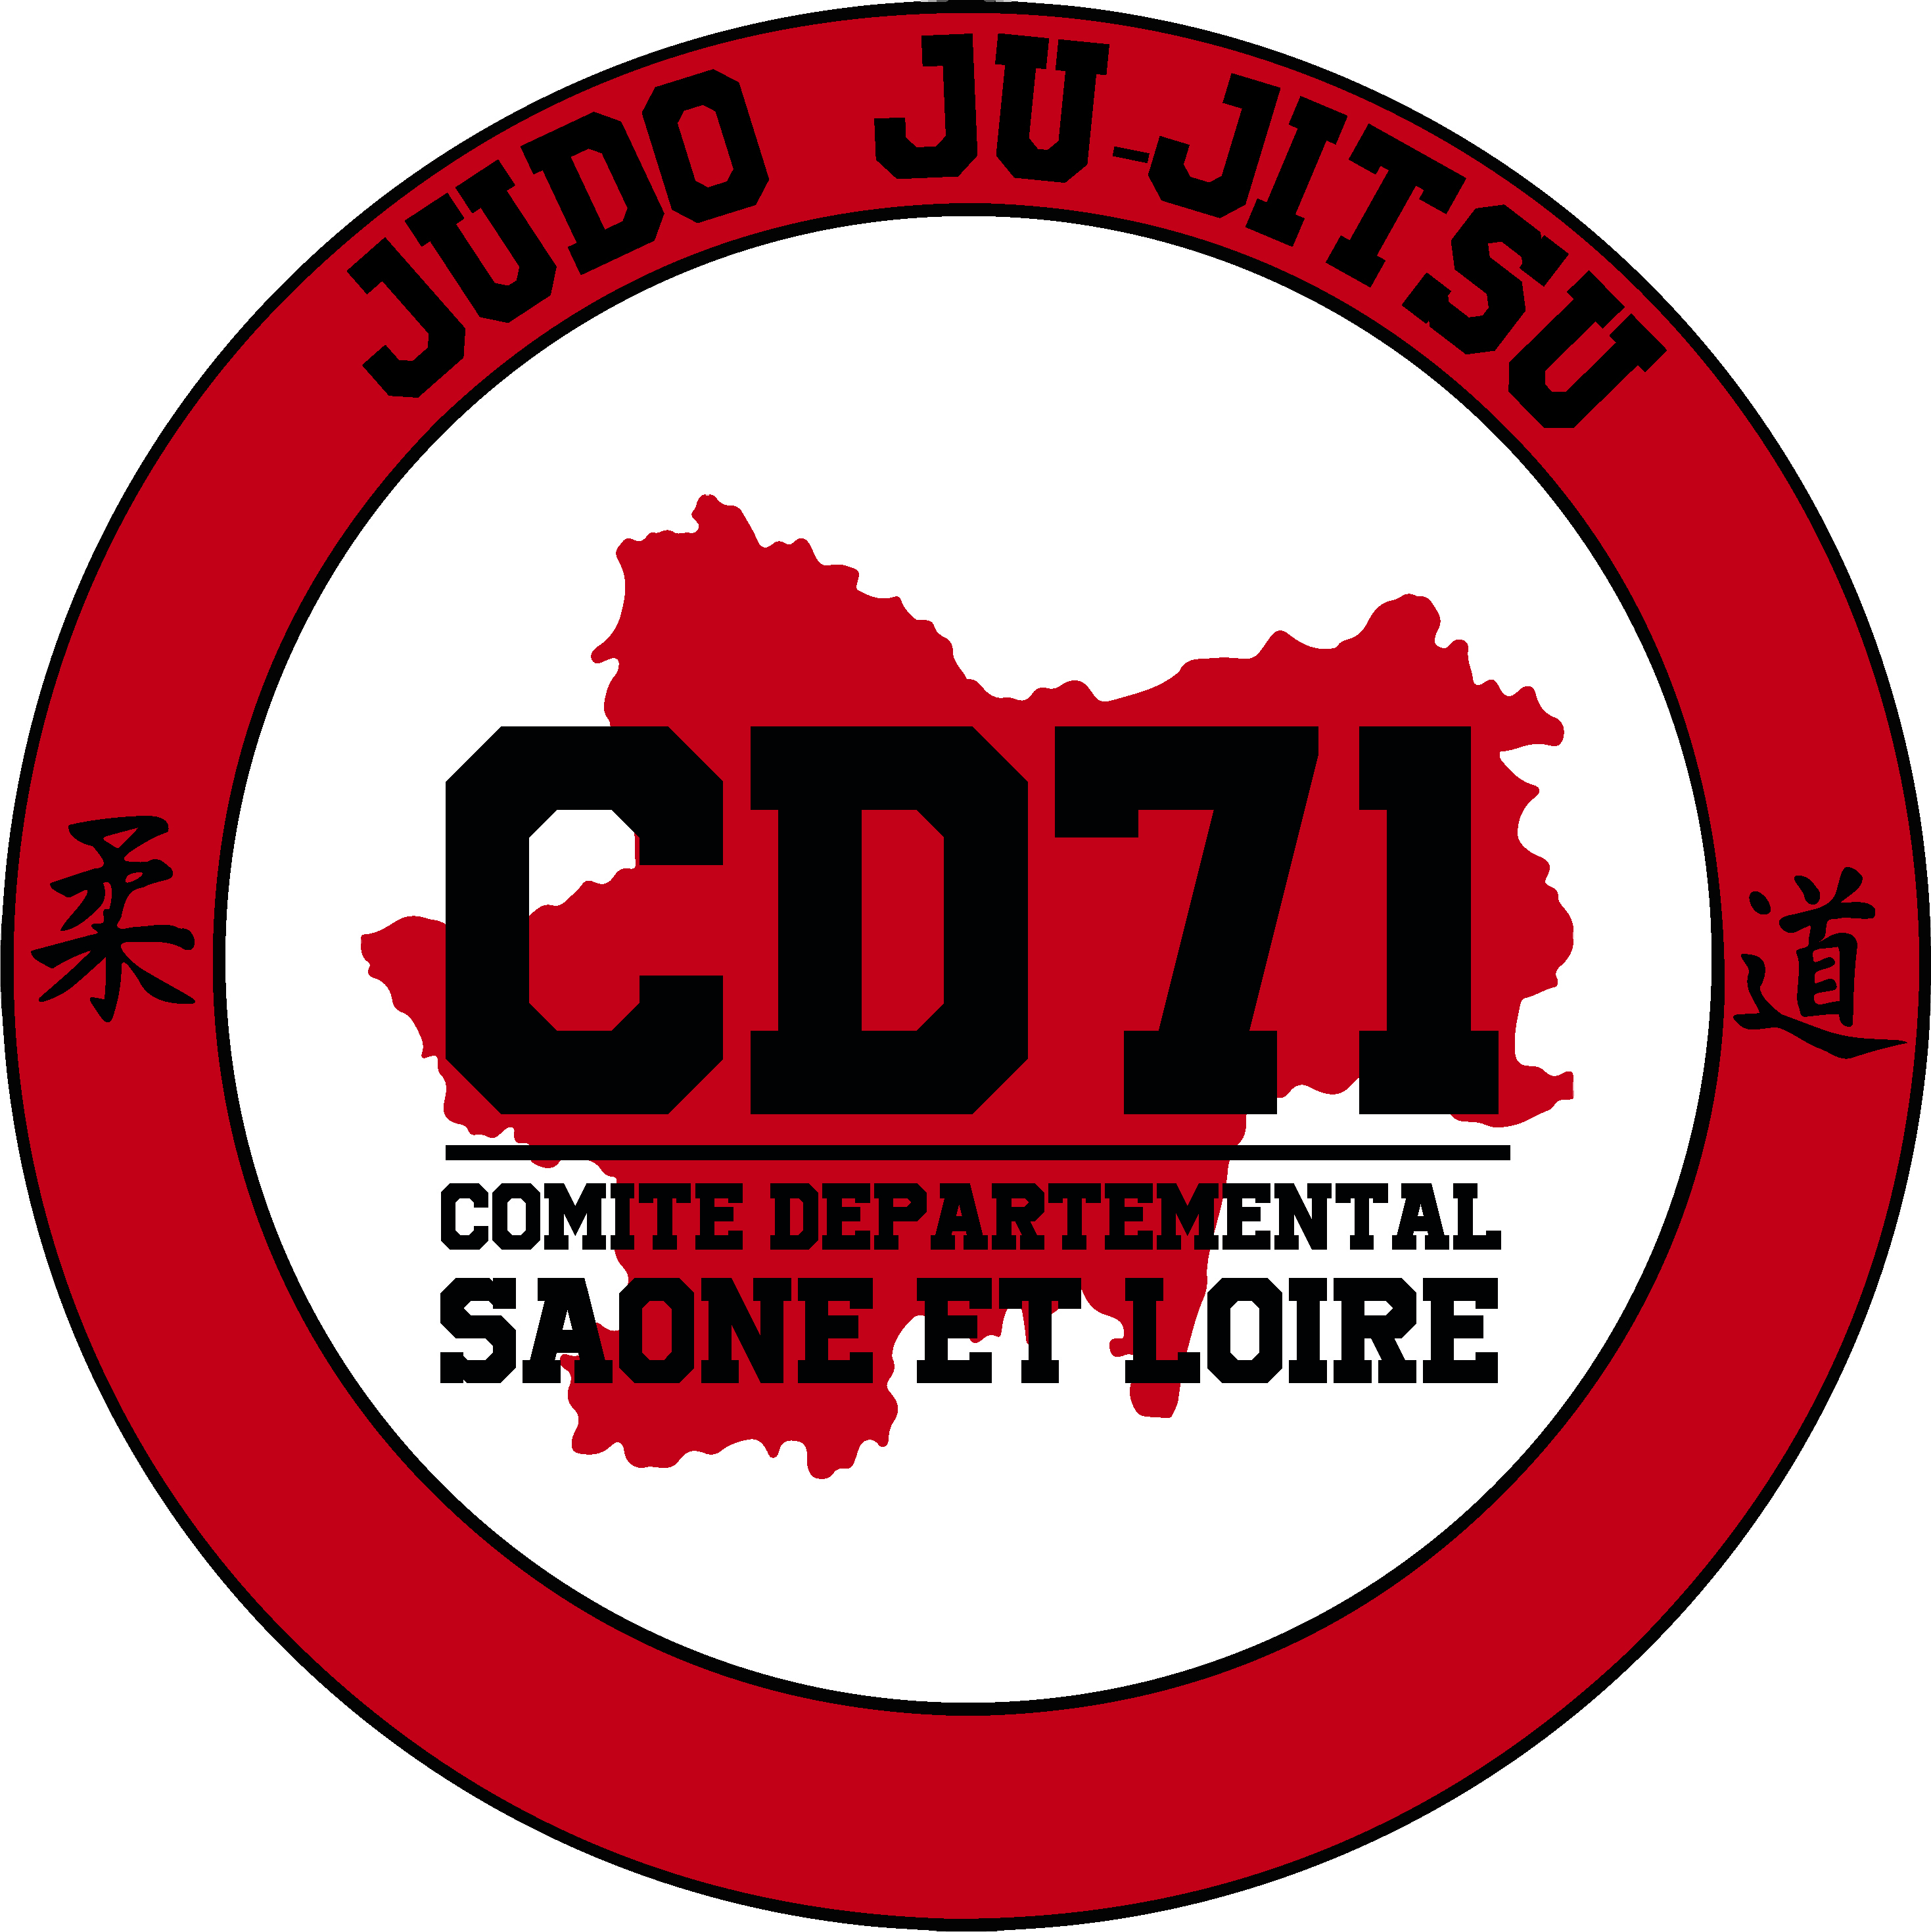 JUDO JU-JITSU
柔
道
CD71
COMITE DEPARTEMENTAL
SAONE ET LOIRE